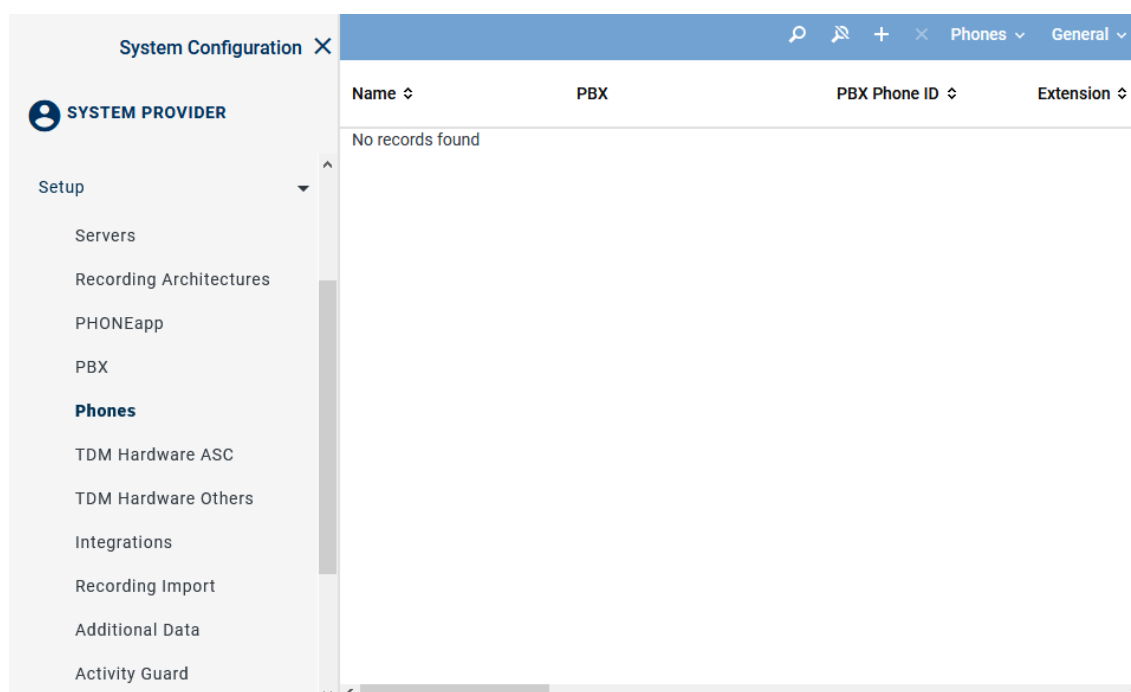 System Configuration
SYSTEM PROVIDER
Setup
Servers
Recording Architectures
PHONEapp
PBX
Phones
TDM Hardware ASC
TDM Hardware Others
Integrations
Recording Import
Additional Data
Activity Guard
Phones General
Name PBX PBX Phone ID Extension
No records found